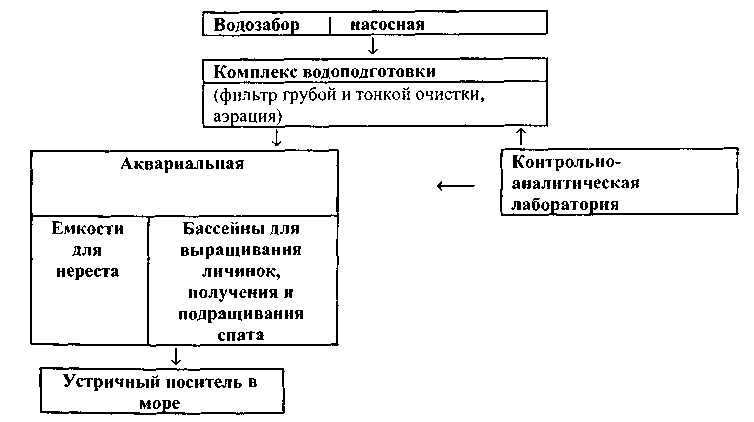 Водозабор | насосная
Комплекс водоподготовки
(фильтр грубой и тонкой очистки,
аэрация)
Аквариальная
Контрольно-
аналитическая
лаборатория
Емкости
для
нереста
Бассейны для
выращивания
личинок,
получения и
подращивания
спата
Устричный носитель в
море